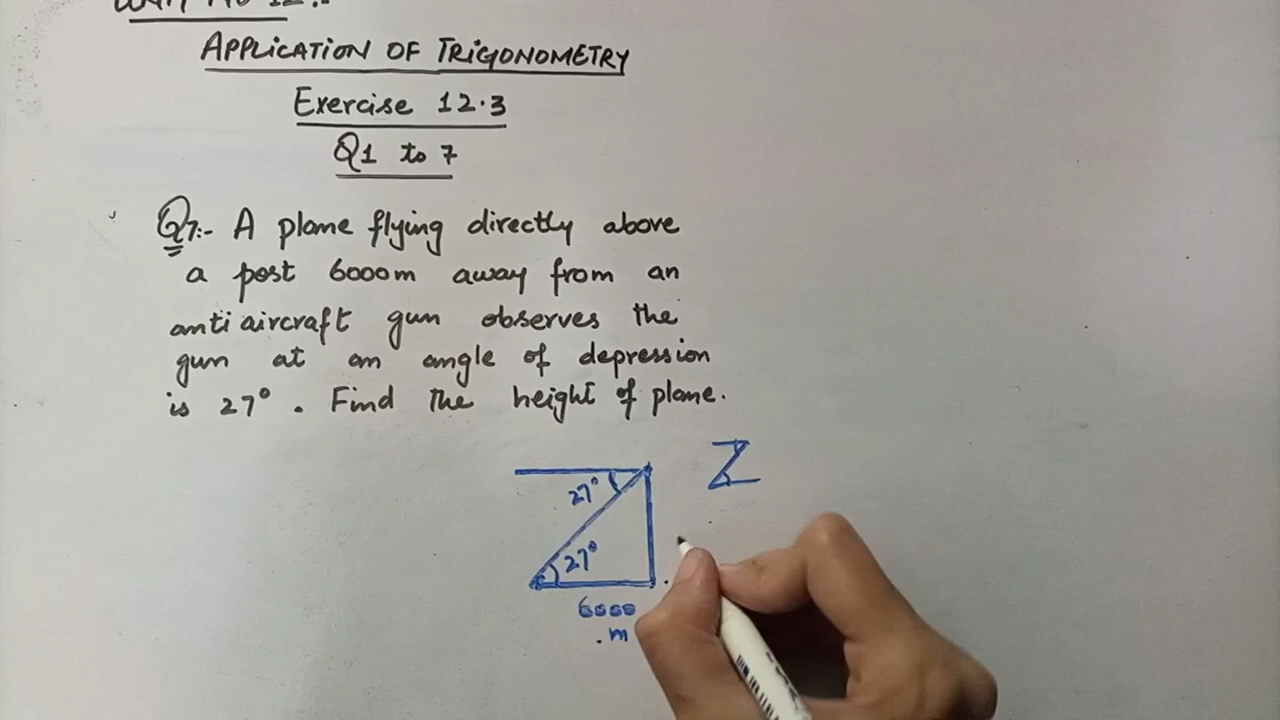 APPLICATION OF TRIGONOMETRY
Exercise 12.3
Q1 to 7
Q7:- A plane flying directly above
a post 6000m away from an
anti aircraft gun observes the
gun at an angle of depression
is 27°. Find the height of plane.
Z
27°
27°
6000
.m